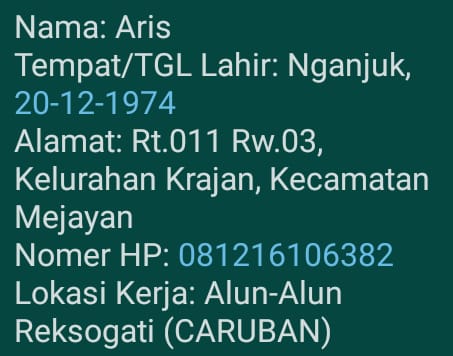 Nama: Aris
Tempat/TGL Lahir: Nganjuk,
20-12-1974
Alamat: Rt.011 Rw.03,
Kelurahan Krajan, Kecamatan
Mejayan
Nomer HP: 081216106382
Lokasi Kerja: Alun-Alun
Reksogati (CARUBAN)